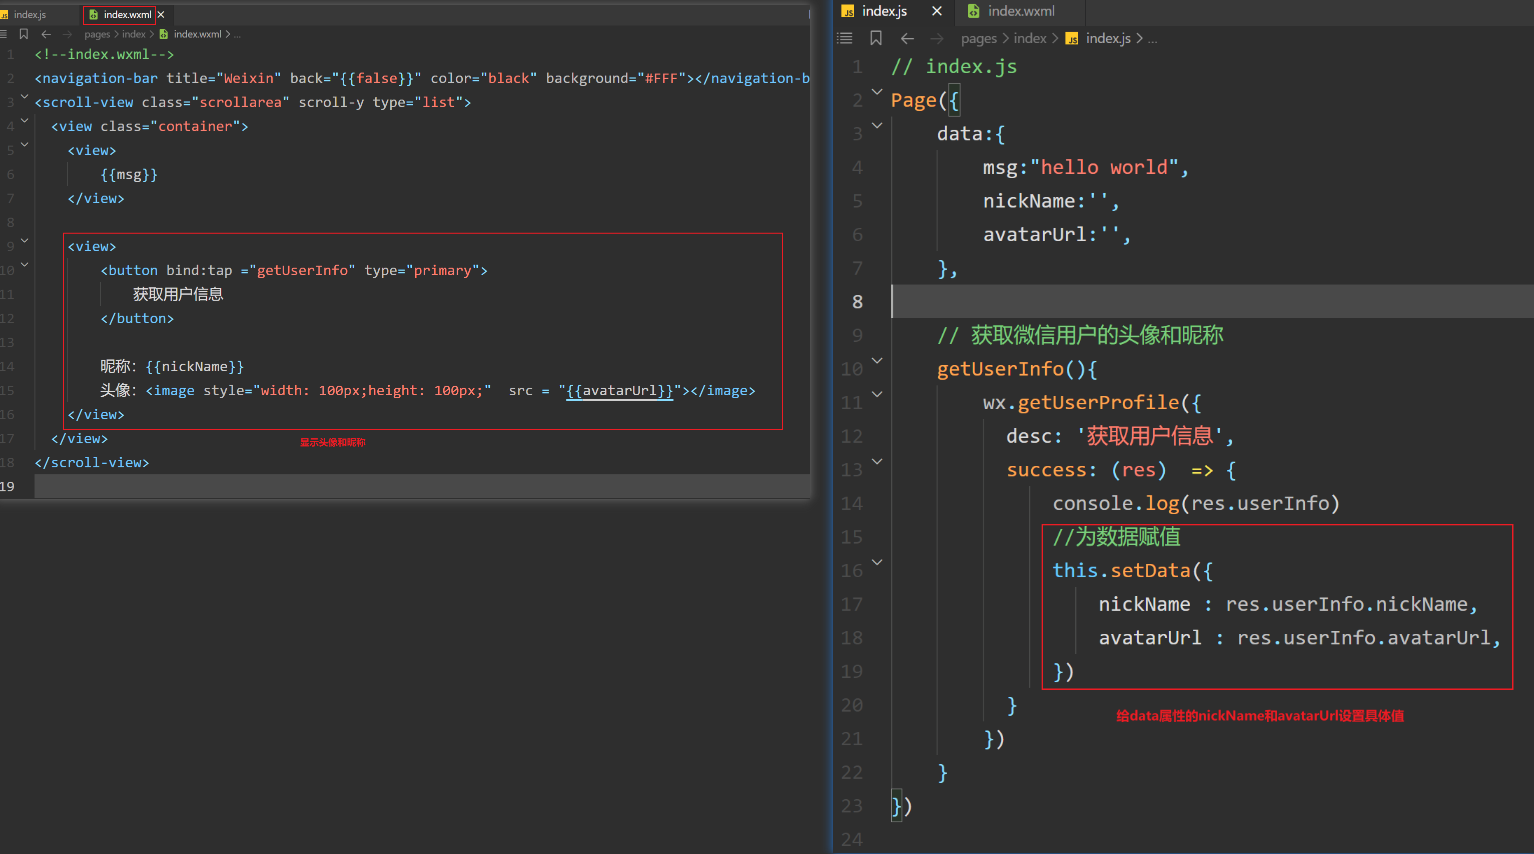 index.js
index.wxml
pages > index > index.wxml > ...
1 <!--index.wxml-->
2 <navigation-bar title="Weixin" back="{{false}}" color="black" background="#FFF"></navigation-b
3 <scroll-view class="scrollarea" scroll-y type="list">
4 <view class="container">
5 <view>
6 {{msg}}
7 </view>
8
9 <view>
10 <button bind:tap ="getUserInfo" type="primary">
11 获取用户信息
12 </button>
13
14 昵称: {{nickName}}
15 头像: <image style="width: 100px;height: 100px;"  src = "{{avatarUrl}}"></image>
16 </view>
17 </view>
显示头像和昵称
18 </scroll-view>
19
index.js
index.wxml
pages > index > index.js > ...
1 // index.js
2 Page({
3 data:{
4 msg:"hello world",
5 nickName:'',
6 avatarUrl:'',
7 },
8
9 // 获取微信用户的头像和昵称
10 getUserInfo(){
11 wx.getUserProfile({
12 desc: '获取用户信息',
13 success: (res)  => {
14 console.log(res.userInfo)
15 //为数据赋值
16 this.setData({
17 nickName : res.userInfo.nickName,
18 avatarUrl : res.userInfo.avatarUrl,
19 })
20 }
给data属性的nickName和avatarUrl设置具体值
21 })
22 }
23 })
24